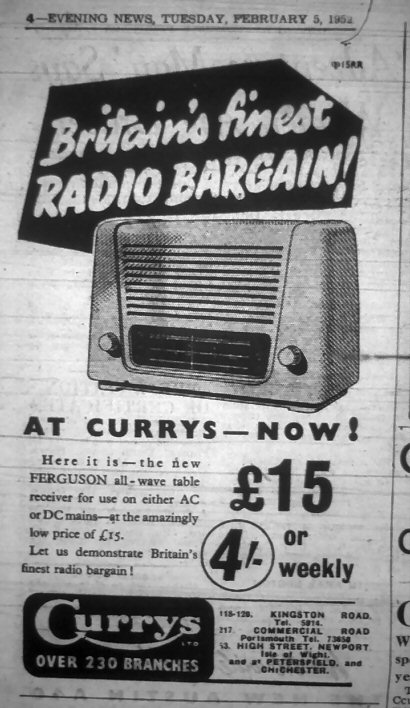 4—EVENING NEWS, TUESDAY, FEBRUARY 5, 1952
Britain's finest
RADIO BARGAIN!
AT CURRYS—NOW!
Here it is—the new
FERGUSON all-wave table
receiver for use on either AC
or DC mains—at the amazingly
low price of £15.
Let us demonstrate Britain's
finest radio bargain!
£15
or
4/- weekly
Currys
LTD
OVER 230 BRANCHES
118-120, KINGSTON ROAD.
Tel. 5014.
217 COMMERCIAL ROAD
Portsmouth Tel. 73650
53, HIGH STREET, NEWPORT
Isle of Wight.
and at PETERSFIELD, and
CHICHESTER.